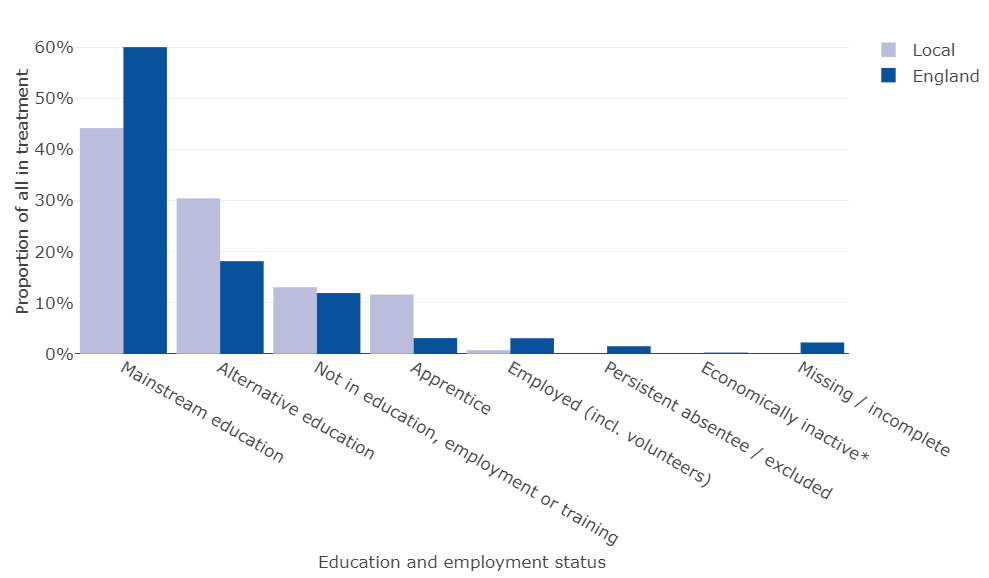 Local
England
60%
50%
40%
30%
20%
10%
0%
Proportion of all in treatment
Mainstream education
Alternative education
Not in education, employment or training
Apprentice
Employed (incl. volunteers)
Persistent absentee / excluded
Economically inactive*
Missing / incomplete
Education and employment status